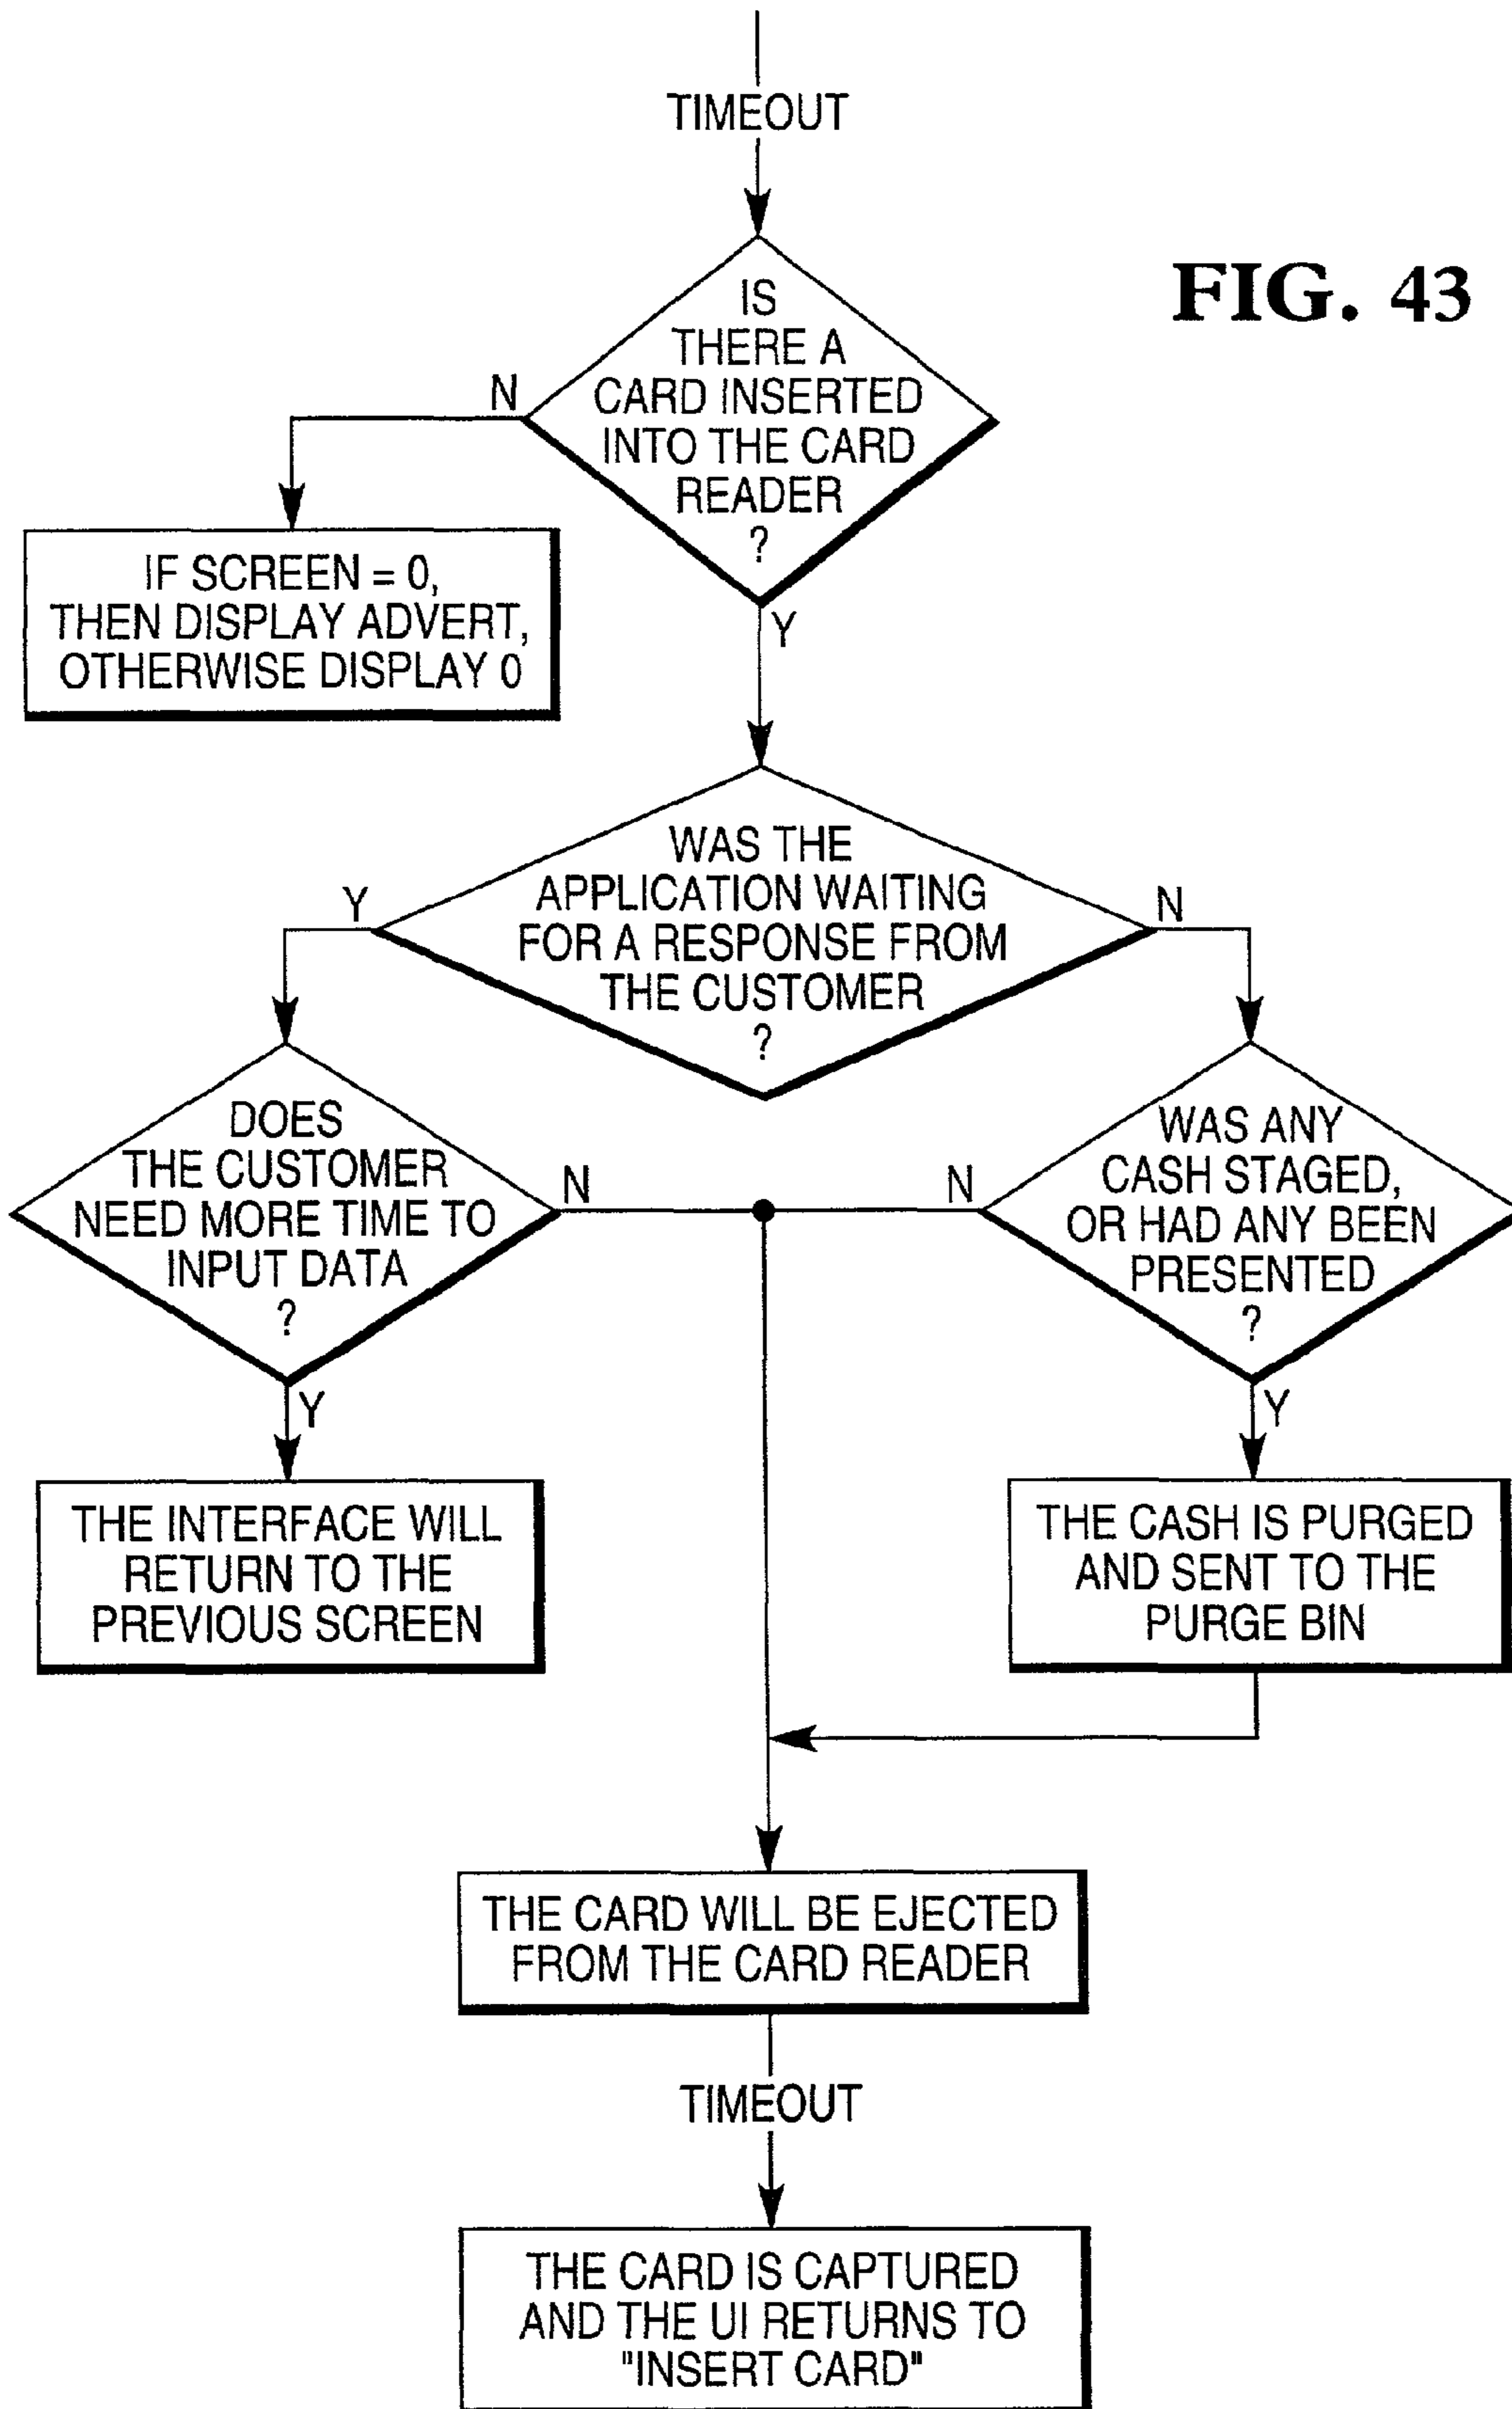 TIMEOUT
FIG. 43
IS
THERE A
CARD INSERTED
INTO THE CARD
READER
?
N
Y
IF SCREEN = 0,
THEN DISPLAY ADVERT,
OTHERWISE DISPLAY 0
WAS THE
APPLICATION WAITING
FOR A RESPONSE FROM
THE CUSTOMER
?
Y
N
DOES
THE CUSTOMER
NEED MORE TIME TO
INPUT DATA
?
N
Y
WAS ANY
CASH STAGED,
OR HAD ANY BEEN
PRESENTED
?
N
Y
THE INTERFACE WILL
RETURN TO THE
PREVIOUS SCREEN
THE CASH IS PURGED
AND SENT TO THE
PURGE BIN
THE CARD WILL BE EJECTED
FROM THE CARD READER
TIMEOUT
THE CARD IS CAPTURED
AND THE UI RETURNS TO
"INSERT CARD"